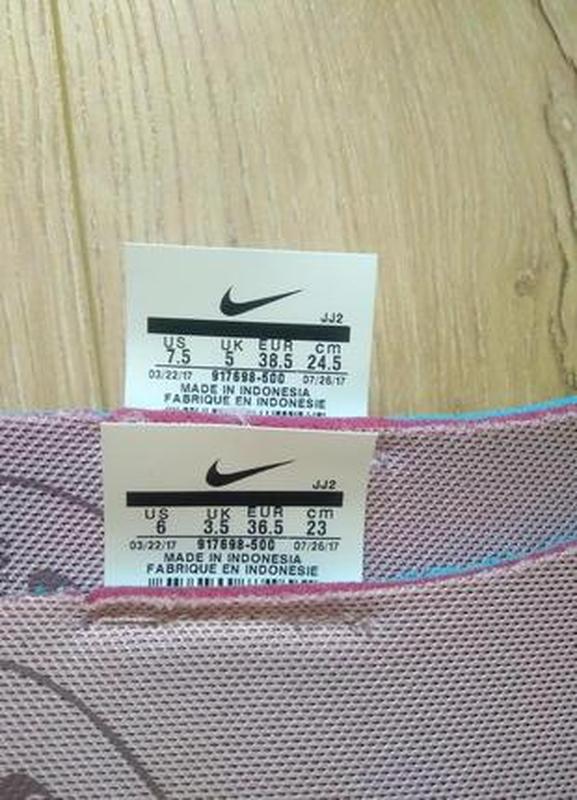 JJ2
US UK EUR cm
7.5 5 38.5 24.5
03/22/17 917698-500 07/26/17
MADE IN INDONESIA
FABRIQUE EN INDONESIE
JJ2
US UK EUR cm
6 3.5 36.5 23
03/22/17 917698-500 07/26/17
MADE IN INDONESIA
FABRIQUE EN INDONESIE